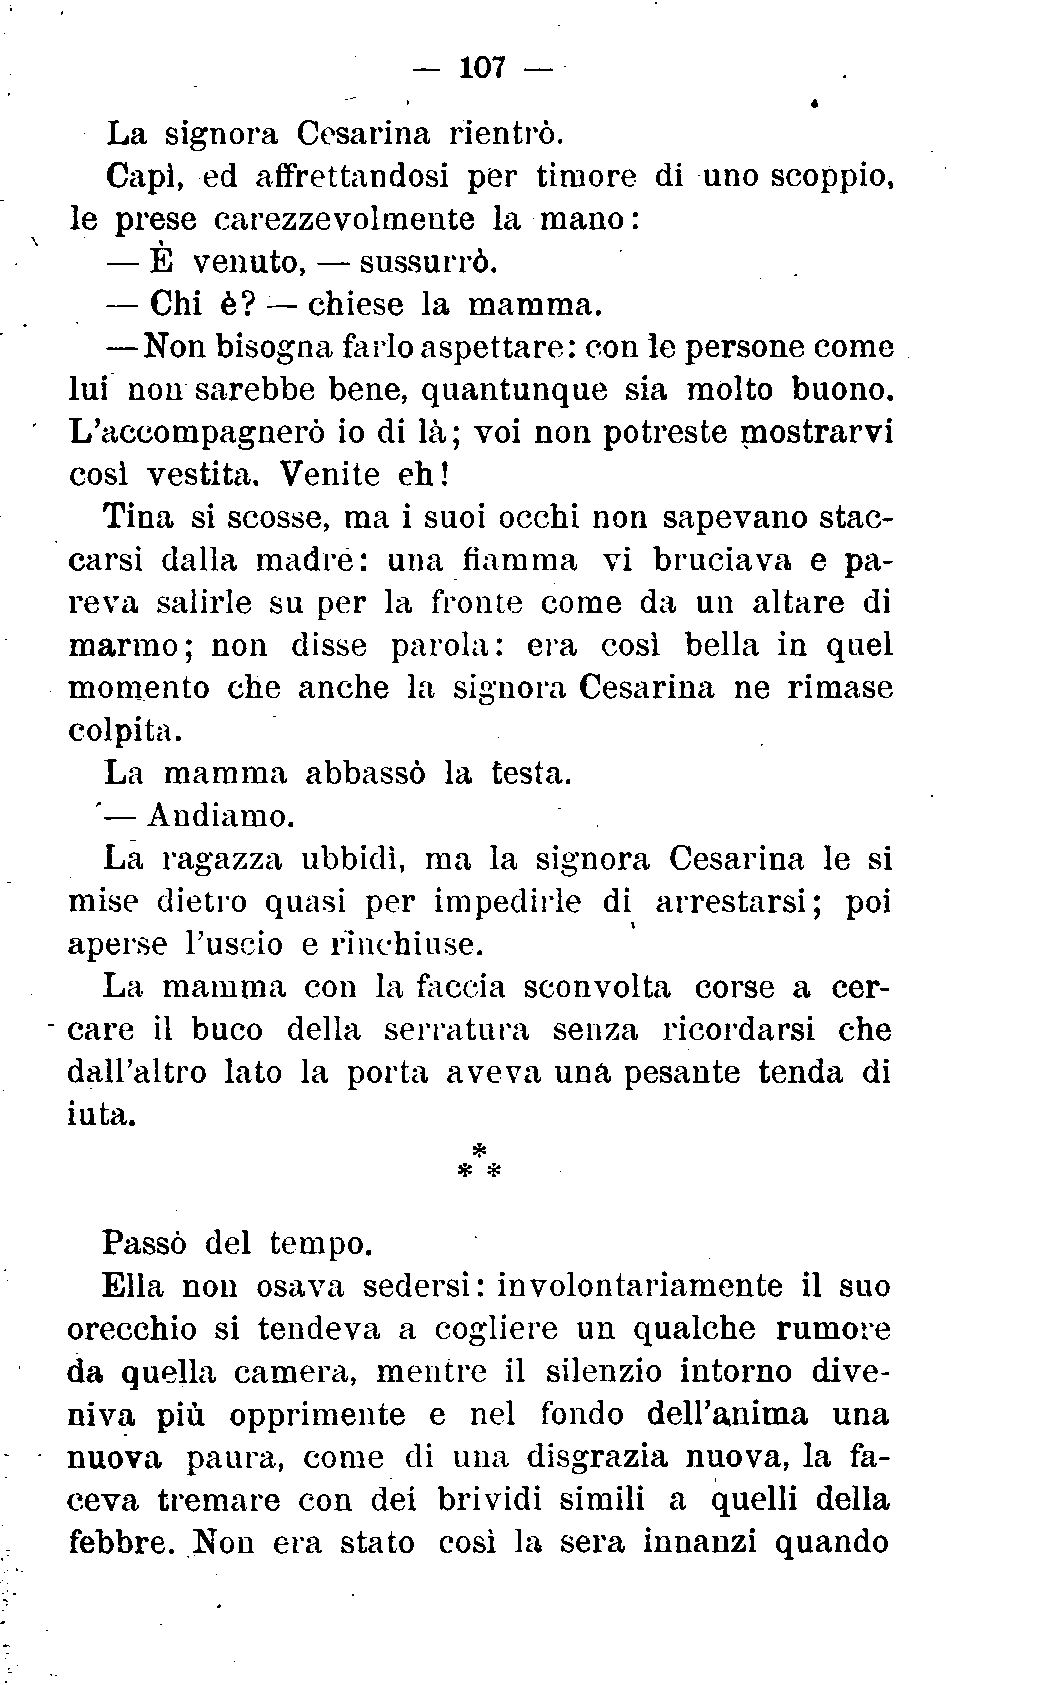 — 107 —
La signora Cesarina rientrò.
Capì, ed affrettandosi per timore di uno scoppio,
le prese carezzevolmente la mano:
— È venuto, — sussurrò.
— Chi è? — chiese la mamma.
— Non bisogna farlo aspettare: con le persone come
lui non sarebbe bene, quantunque sia molto buono.
L'accompagnerò io di là; voi non potreste mostrarvi
così vestita. Venite eh!
Tina si scosse, ma i suoi occhi non sapevano stac-
carsi dalla madre: una fiamma vi bruciava e pa-
reva salirle su per la fronte come da un altare di
marmo; non disse parola: era così bella in quel
momento che anche la signora Cesarina ne rimase
colpita.
La mamma abbassò la testa.
— Andiamo.
La ragazza ubbidì, ma la signora Cesarina le si
mise dietro quasi per impedirle di arrestarsi; poi
aperse l'uscio e rinchiuse.
La mamma con la faccia sconvolta corse a cer-
care il buco della serratura senza ricordarsi che
dall'altro lato la porta aveva una pesante tenda di
iuta.
*
* *
Passò del tempo.
Ella non osava sedersi: involontariamente il suo
orecchio si tendeva a cogliere un qualche rumore
da quella camera, mentre il silenzio intorno dive-
niva più opprimente e nel fondo dell'anima una
nuova paura, come di una disgrazia nuova, la fa-
ceva tremare con dei brividi simili a quelli della
febbre. Non era stato così la sera innanzi quando